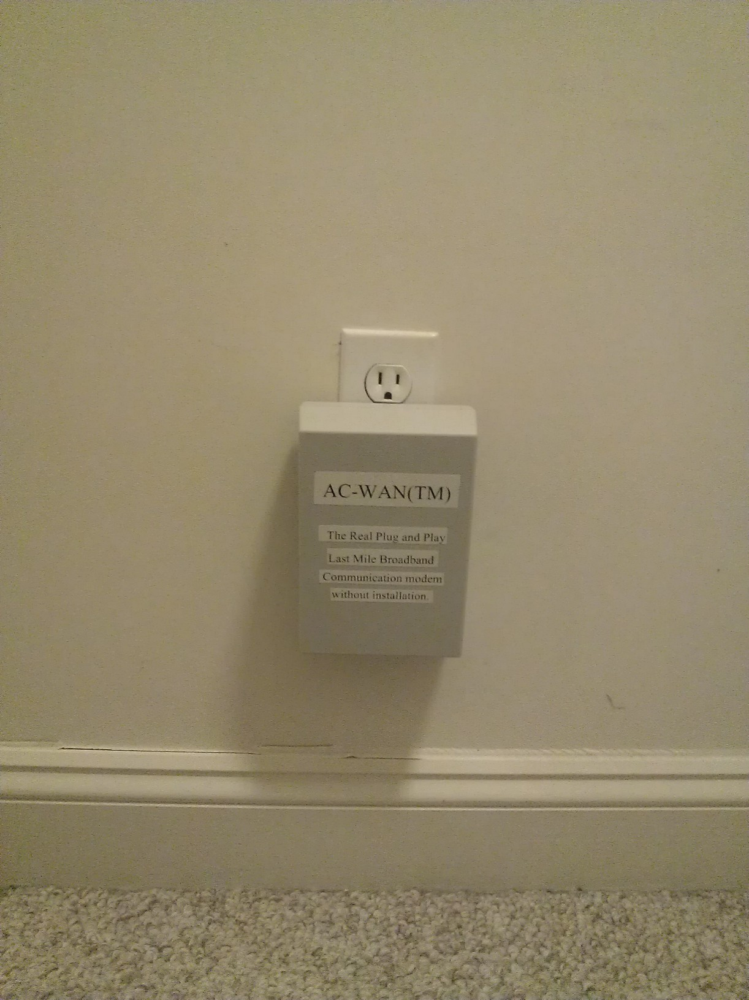 AC-WAN(TM)
The Real Plug and Play
Last Mile Broadband
Communication modem
without installation.